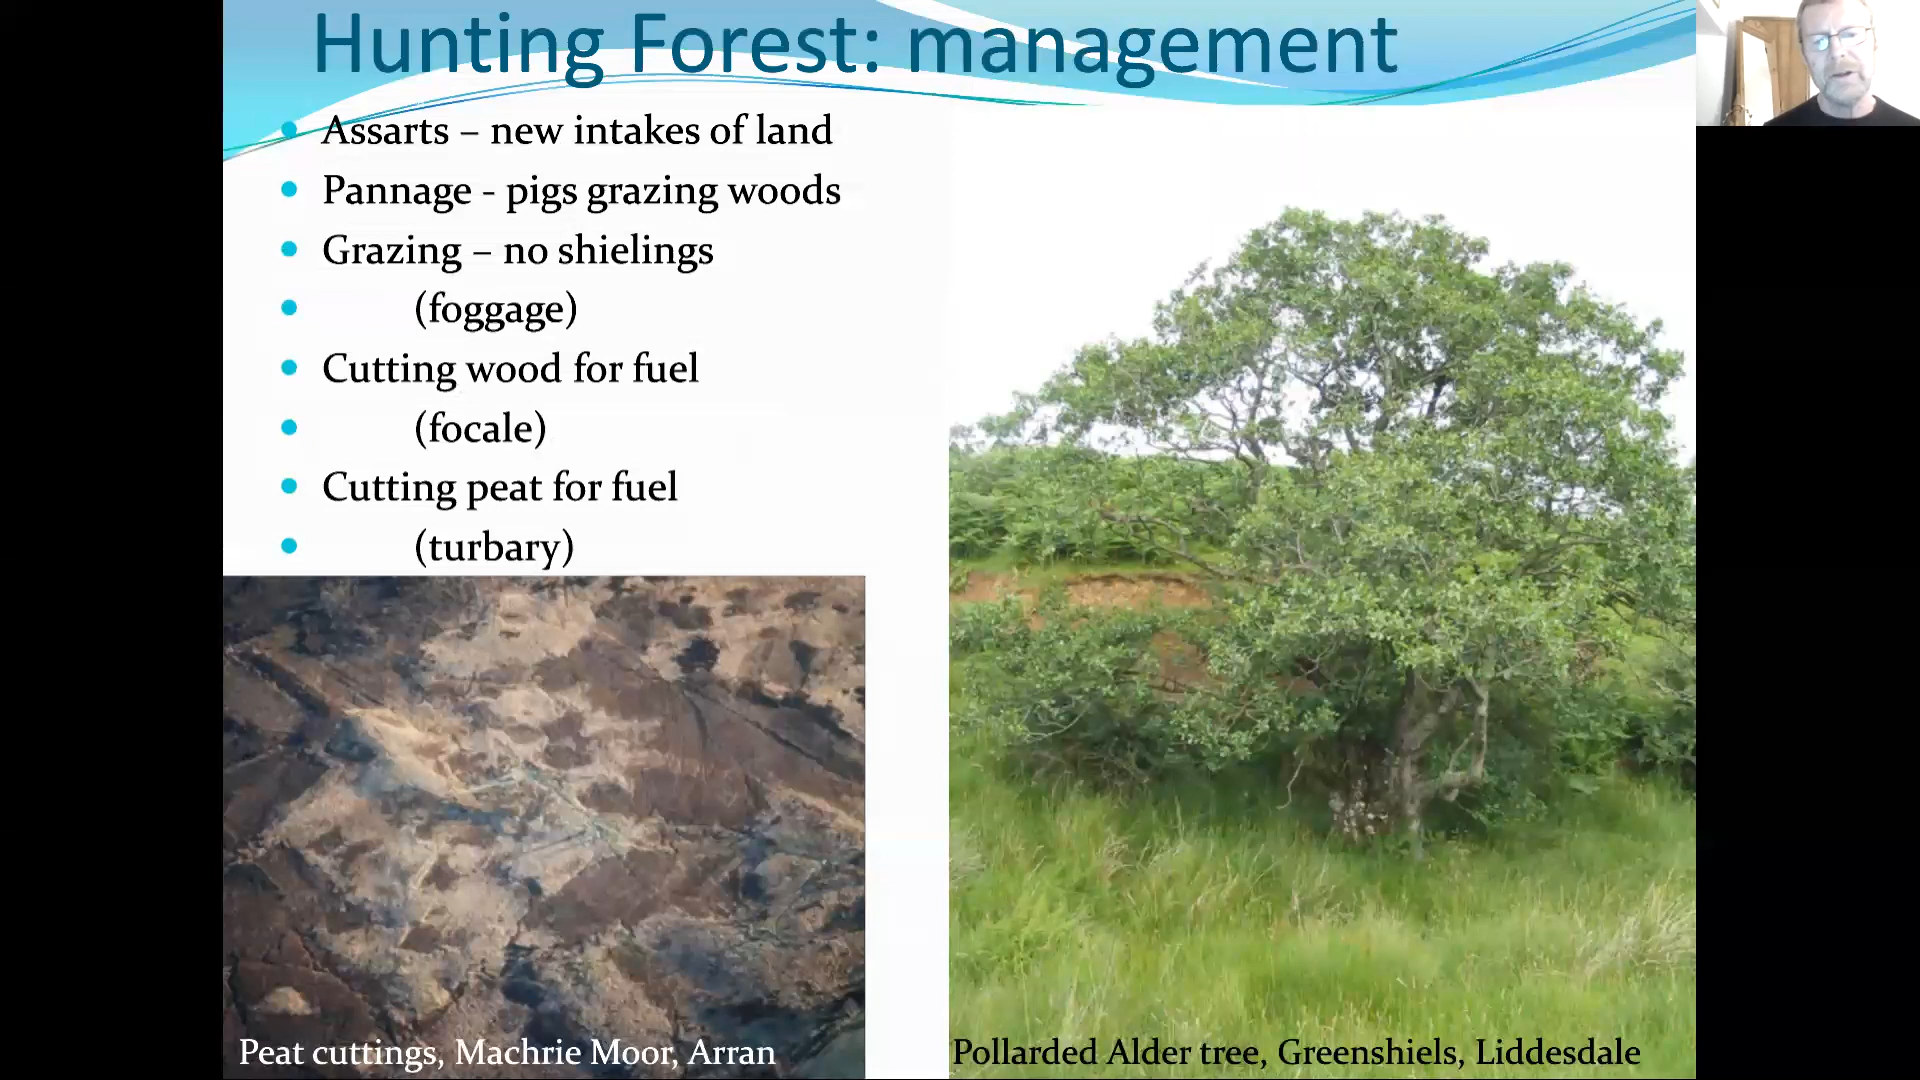 Hunting Forest: management
Assarts – new intakes of land
Pannage - pigs grazing woods
Grazing – no shielings
(foggage)
Cutting wood for fuel
(focale)
Cutting peat for fuel
(turbary)
Peat cuttings, Machrie Moor, Arran
Pollarded Alder tree, Greenshiels, Liddesdale